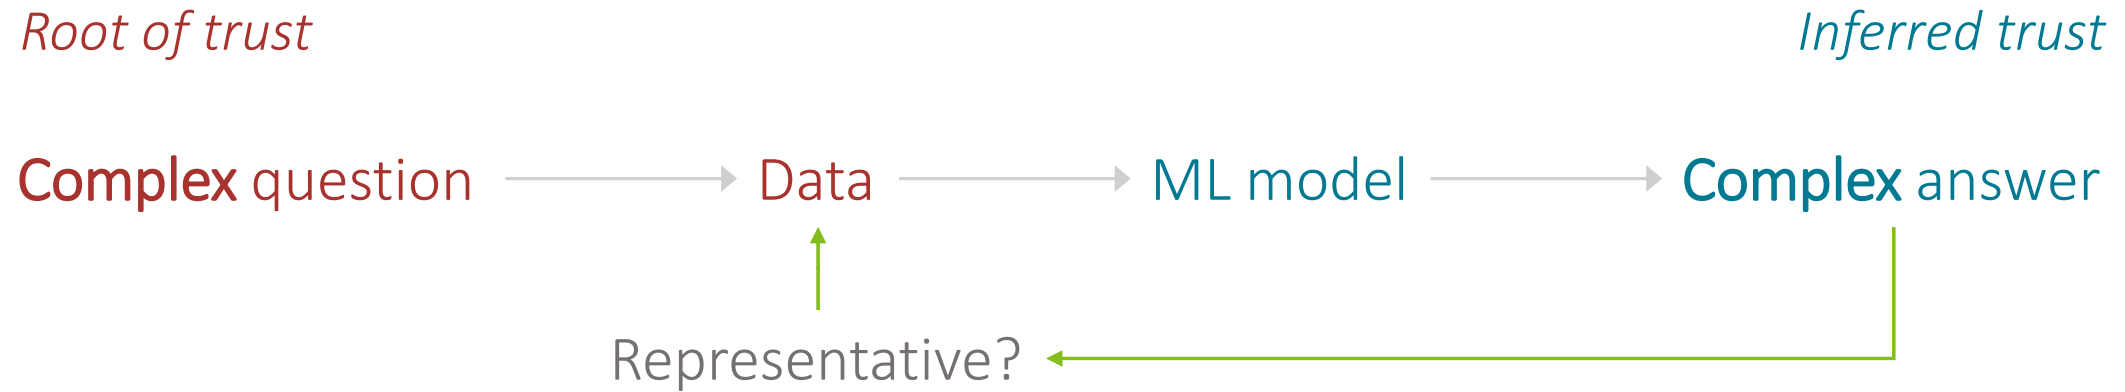 Root of trust
Inferred trust
Complex question
Data
ML model
Complex answer
Representative?